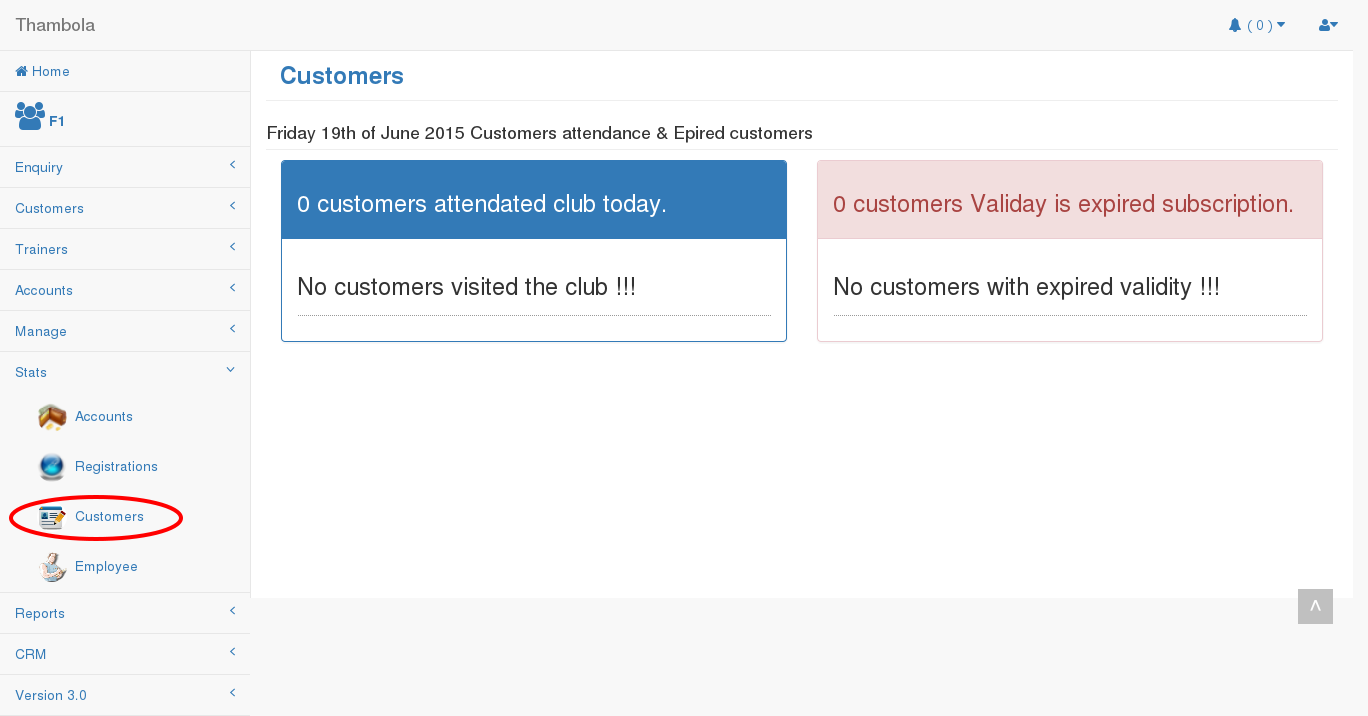 Thambola
( 0 )
Home
F1
Enquiry
Customers
Trainers
Accounts
Manage
Stats
Accounts
Registrations
Customers
Employee
Reports
CRM
Version 3.0
Customers
Friday 19th of June 2015 Customers attendance & Epired customers
0 customers attendated club today.
No customers visited the club !!!
0 customers Validay is expired subscription.
No customers with expired validity !!!